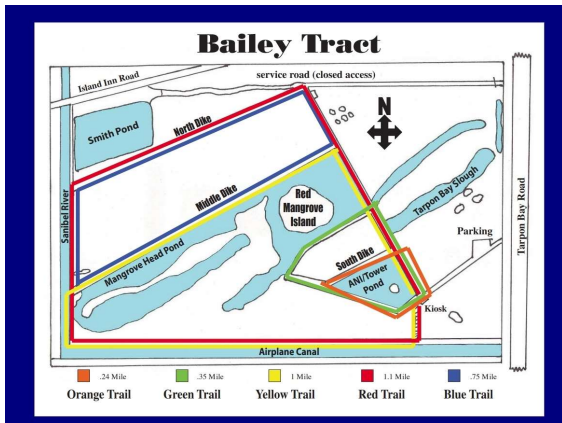 Bailey Tract
Island Inn Road
service road (closed access)
Smith Pond
North Dike
N
Sanibel River
Middle Dike
Red
Mangrove
Island
Tarpon Bay Slough
Tarpon Bay Road
Mangrove Head Pond
South Dike
Parking
ANI/Tower
Pond
Kiosk
Airplane Canal
.24 Mile
.35 Mile
1 Mile
1.1 Mile
.75 Mile
Orange Trail
Green Trail
Yellow Trail
Red Trail
Blue Trail